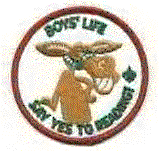 BOYS' LIFE
SAY YES TO READING!